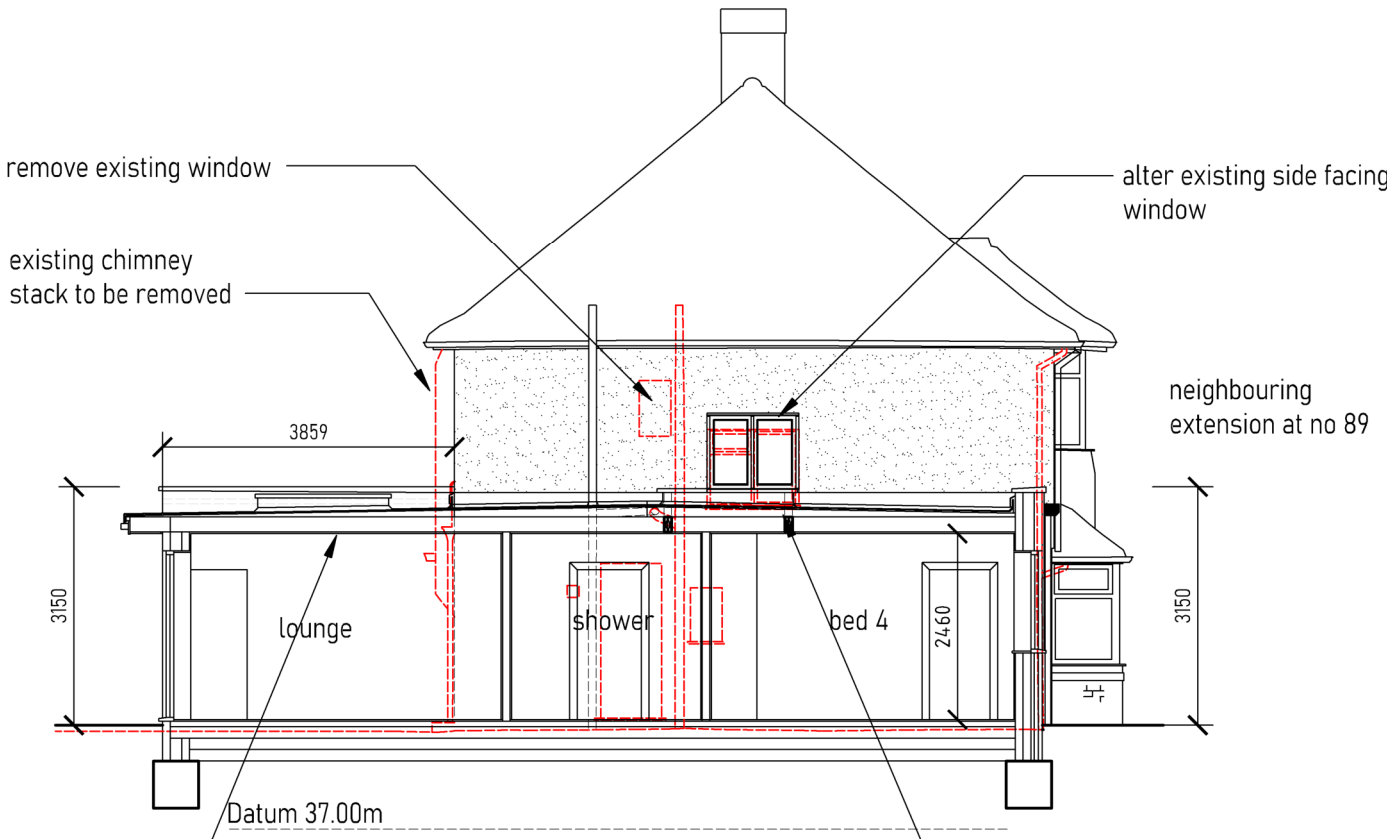 remove existing window
alter existing side facing
window
existing chimney
stack to be removed
neighbouring
extension at no 89
3859
3150
lounge
shower
bed 4
2460
3150
Datum 37.00m